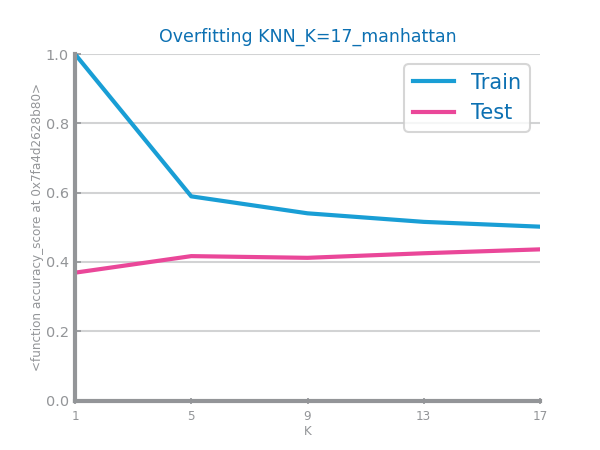 Overfitting KNN_K=17_manhattan
<function accuracy_score at 0x7fa4d2628b80>
1.0
0.8
0.6
0.4
0.2
0.0
Train
Test
1 5 9 13 17
K